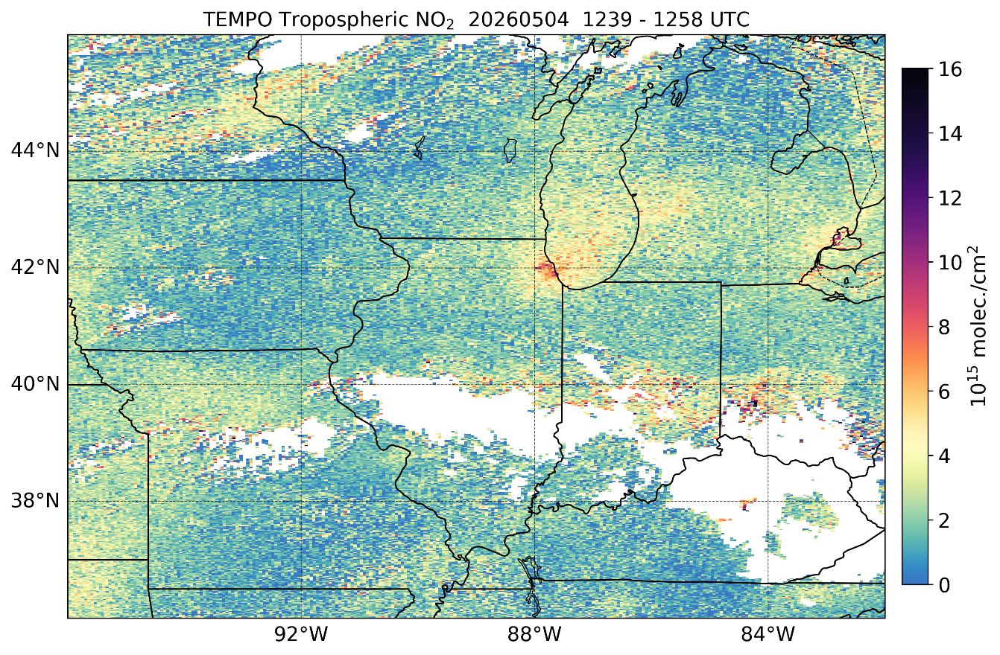 TEMPO Tropospheric NO₂ 20260504 1239 - 1258 UTC
44°N
42°N
40°N
38°N
92°W
88°W
84°W
16
14
12
10
8
6
4
2
0
10¹⁵ molec./cm²